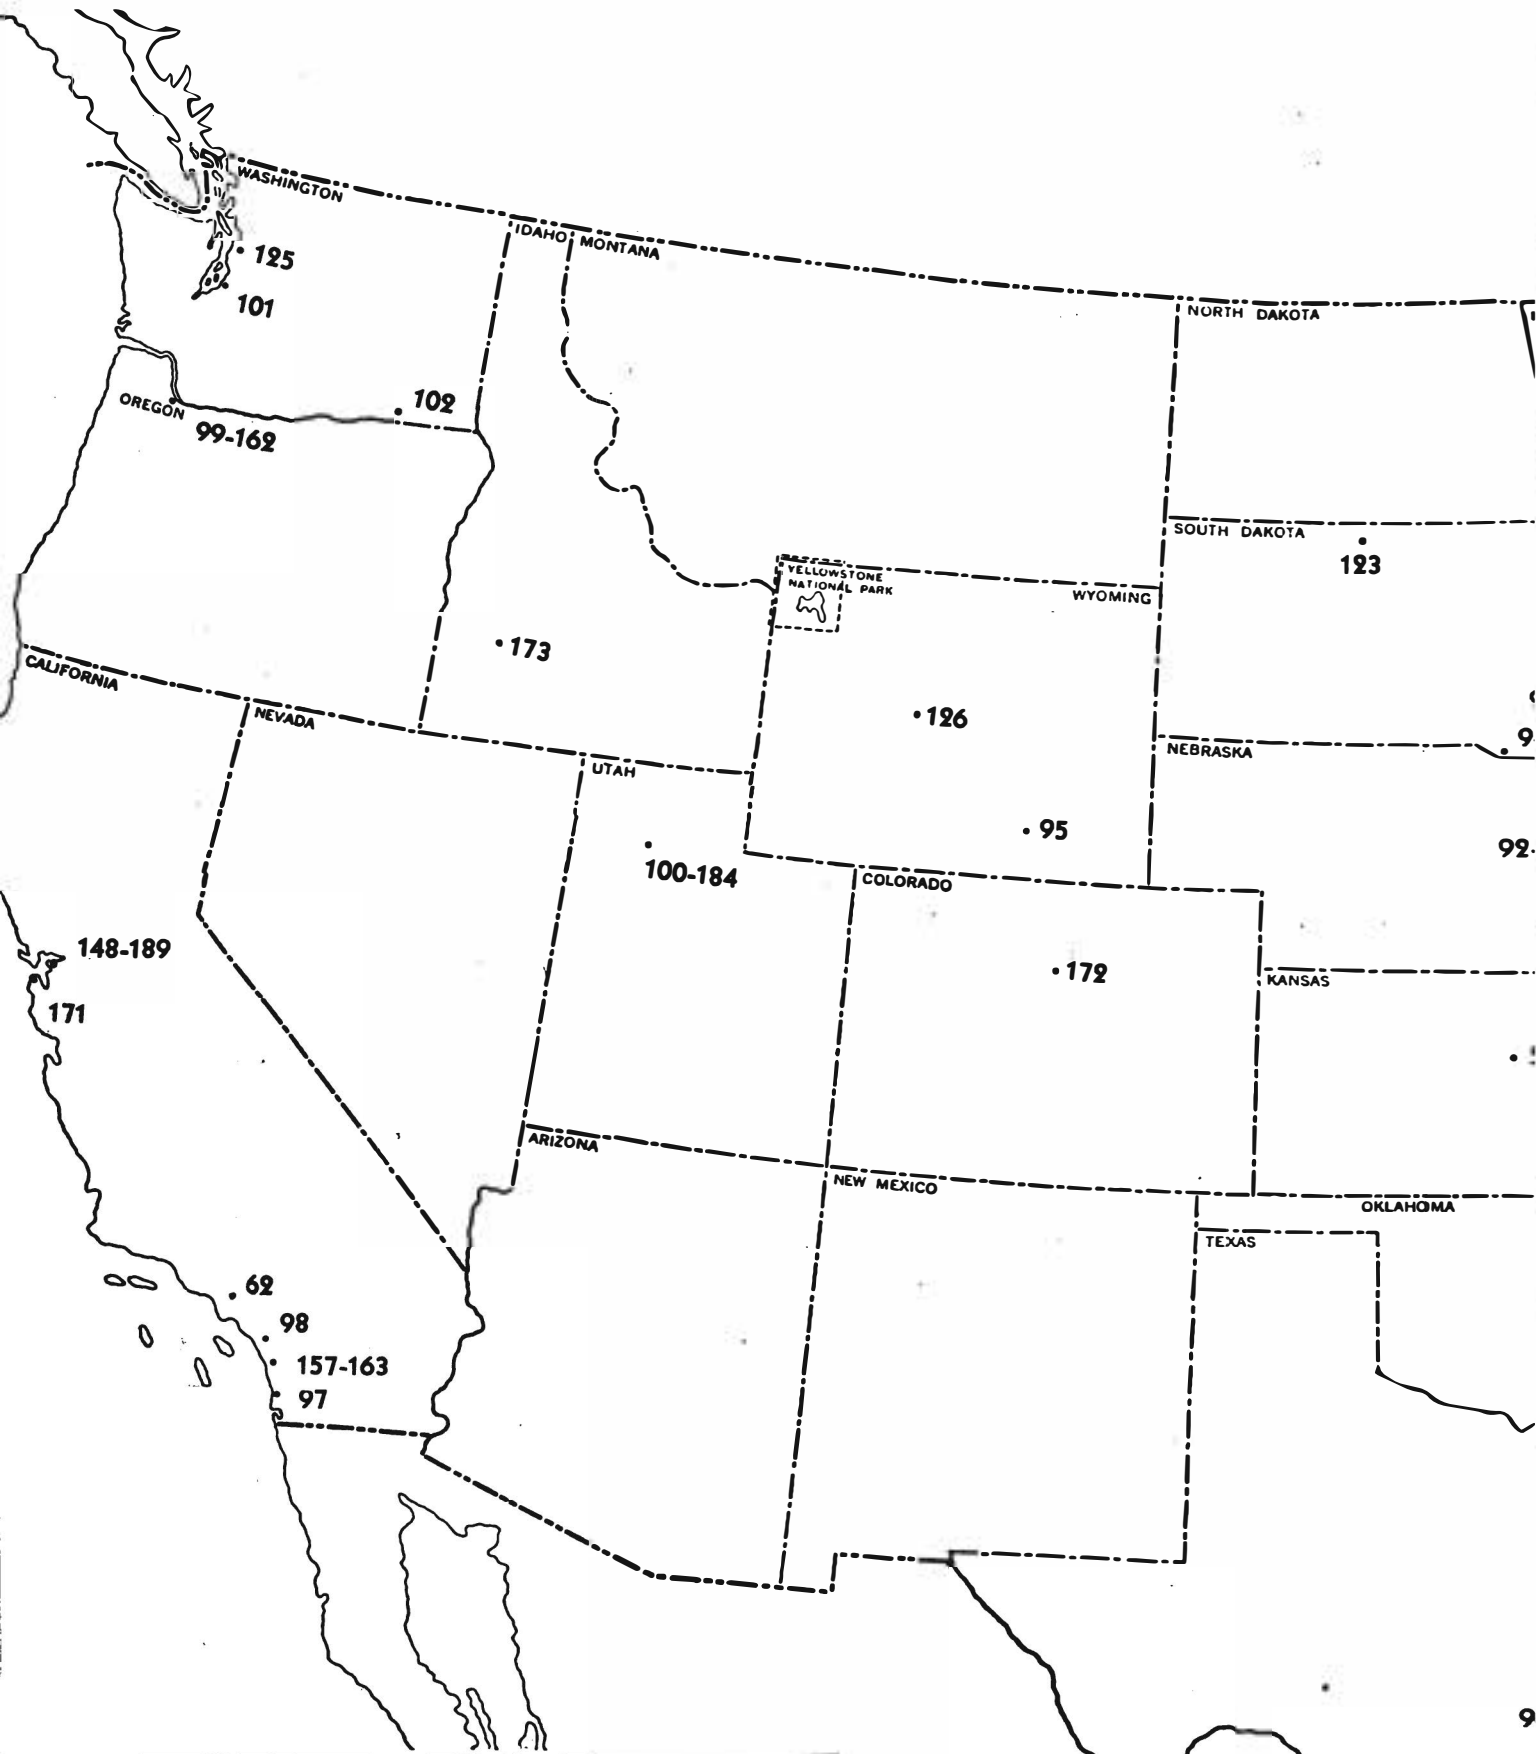 WASHINGTON
IDAHO
MONTANA
125
101
NORTH DAKOTA
102
OREGON
99-162
SOUTH DAKOTA
123
YELLOWSTONE
NATIONAL PARK
WYOMING
173
CALIFORNIA
NEVADA
126
NEBRASKA
UTAH
95
100-184
COLORADO
148-189
172
KANSAS
171
ARIZONA
NEW MEXICO
OKLAHOMA
TEXAS
62
98
157-163
97